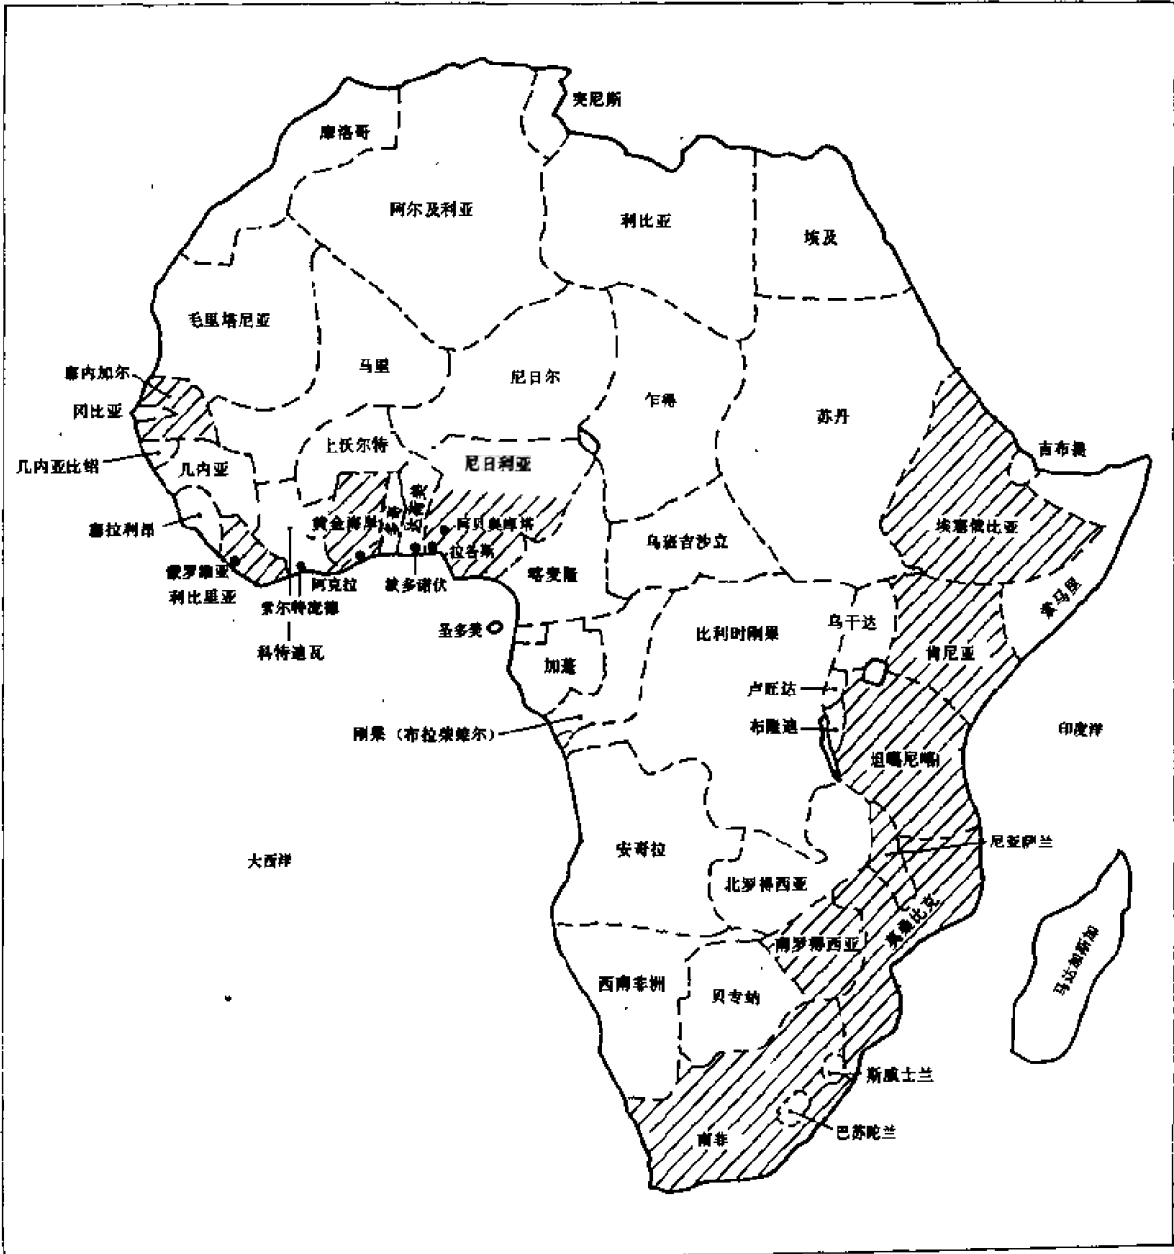 突尼斯
摩洛哥
阿尔及利亚
利比亚
埃及
毛里塔尼亚
马里
尼日尔
乍得
苏丹
塞内加尔
冈比亚
上沃尔特
尼日利亚
吉布提
几内亚比绍
几内亚
达荷美
多哥
黄金海岸
阿贝奥库塔
埃塞俄比亚
塞拉利昂
乌班吉沙立
拉各斯
蒙罗维亚
喀麦隆
阿克拉
波多诺伏
利比里亚
索马里
索尔特庞德
乌干达
圣多美
比利时刚果
科特迪瓦
肯尼亚
加蓬
卢旺达
刚果（布拉柴维尔）
布隆迪
印度洋
坦噶尼喀
尼亚萨兰
安哥拉
大西洋
北罗得西亚
莫桑比克
南罗得西亚
马达加斯加
西南非洲
贝专纳
斯威士兰
巴苏陀兰
南非